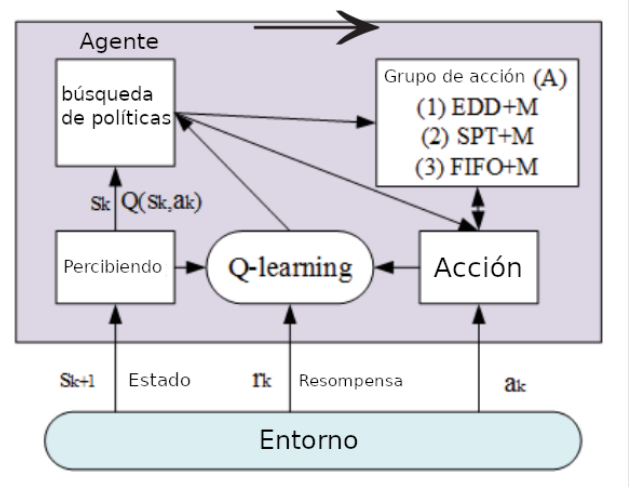 Agente
búsqueda
de políticas
Grupo de acción (A)
(1) EDD+M
(2) SPT+M
(3) FIFO+M
Sk Q(Sk,ak)
Percibiendo
Q-learning
Acción
Sk+1 Estado
rk Resompensa
ak
Entorno